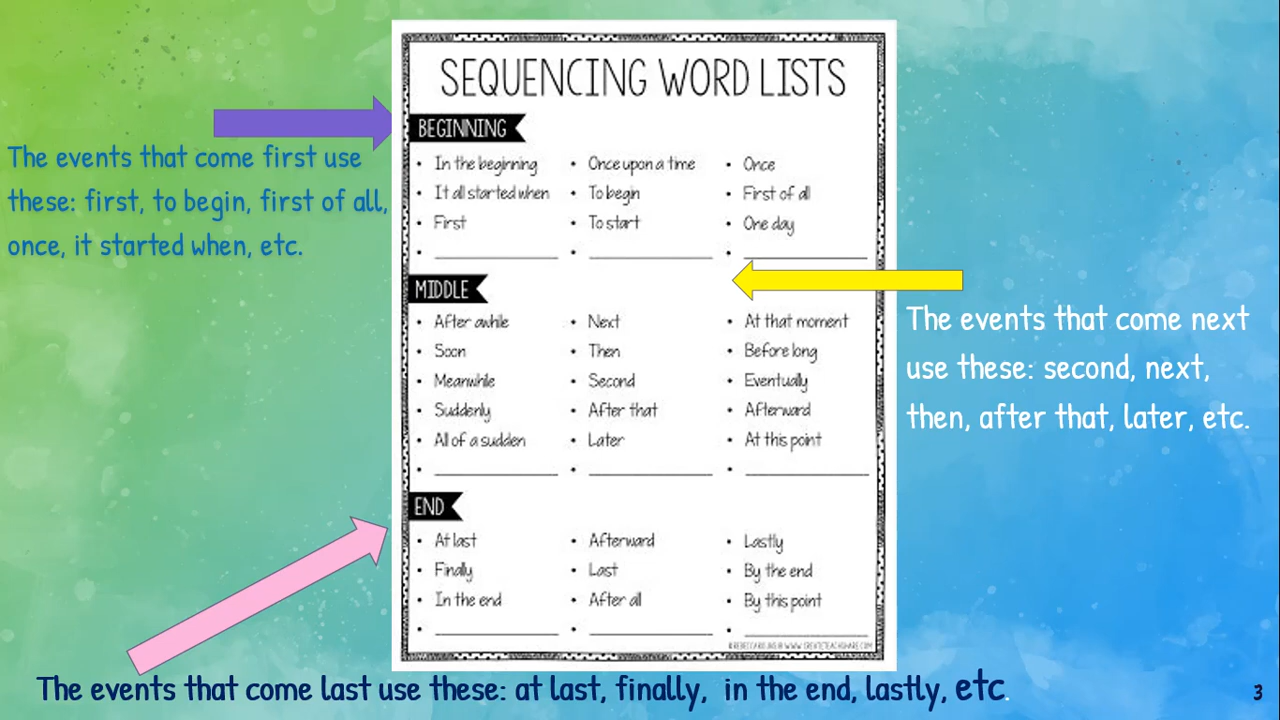 SEQUENCING WORD LISTS
BEGINNING
• In the beginning • Once upon a time • Once
• It all started when • To begin • First of all
• First • To start • One day
The events that come first use
these: first, to begin, first of all,
once, it started when, etc.
MIDDLE
• After awhile • Next • At that moment
• Soon • Then • Before long
• Meanwhile • Second • Eventually
• Suddenly • After that • Afterward
• All of a sudden • Later • At this point
The events that come next
use these: second, next,
then, after that, later, etc.
END
• At last • Afterward • Lastly
• Finally • Last • By the end
• In the end • After all • By this point
The events that come last use these: at last, finally, in the end, lastly, etc.
3